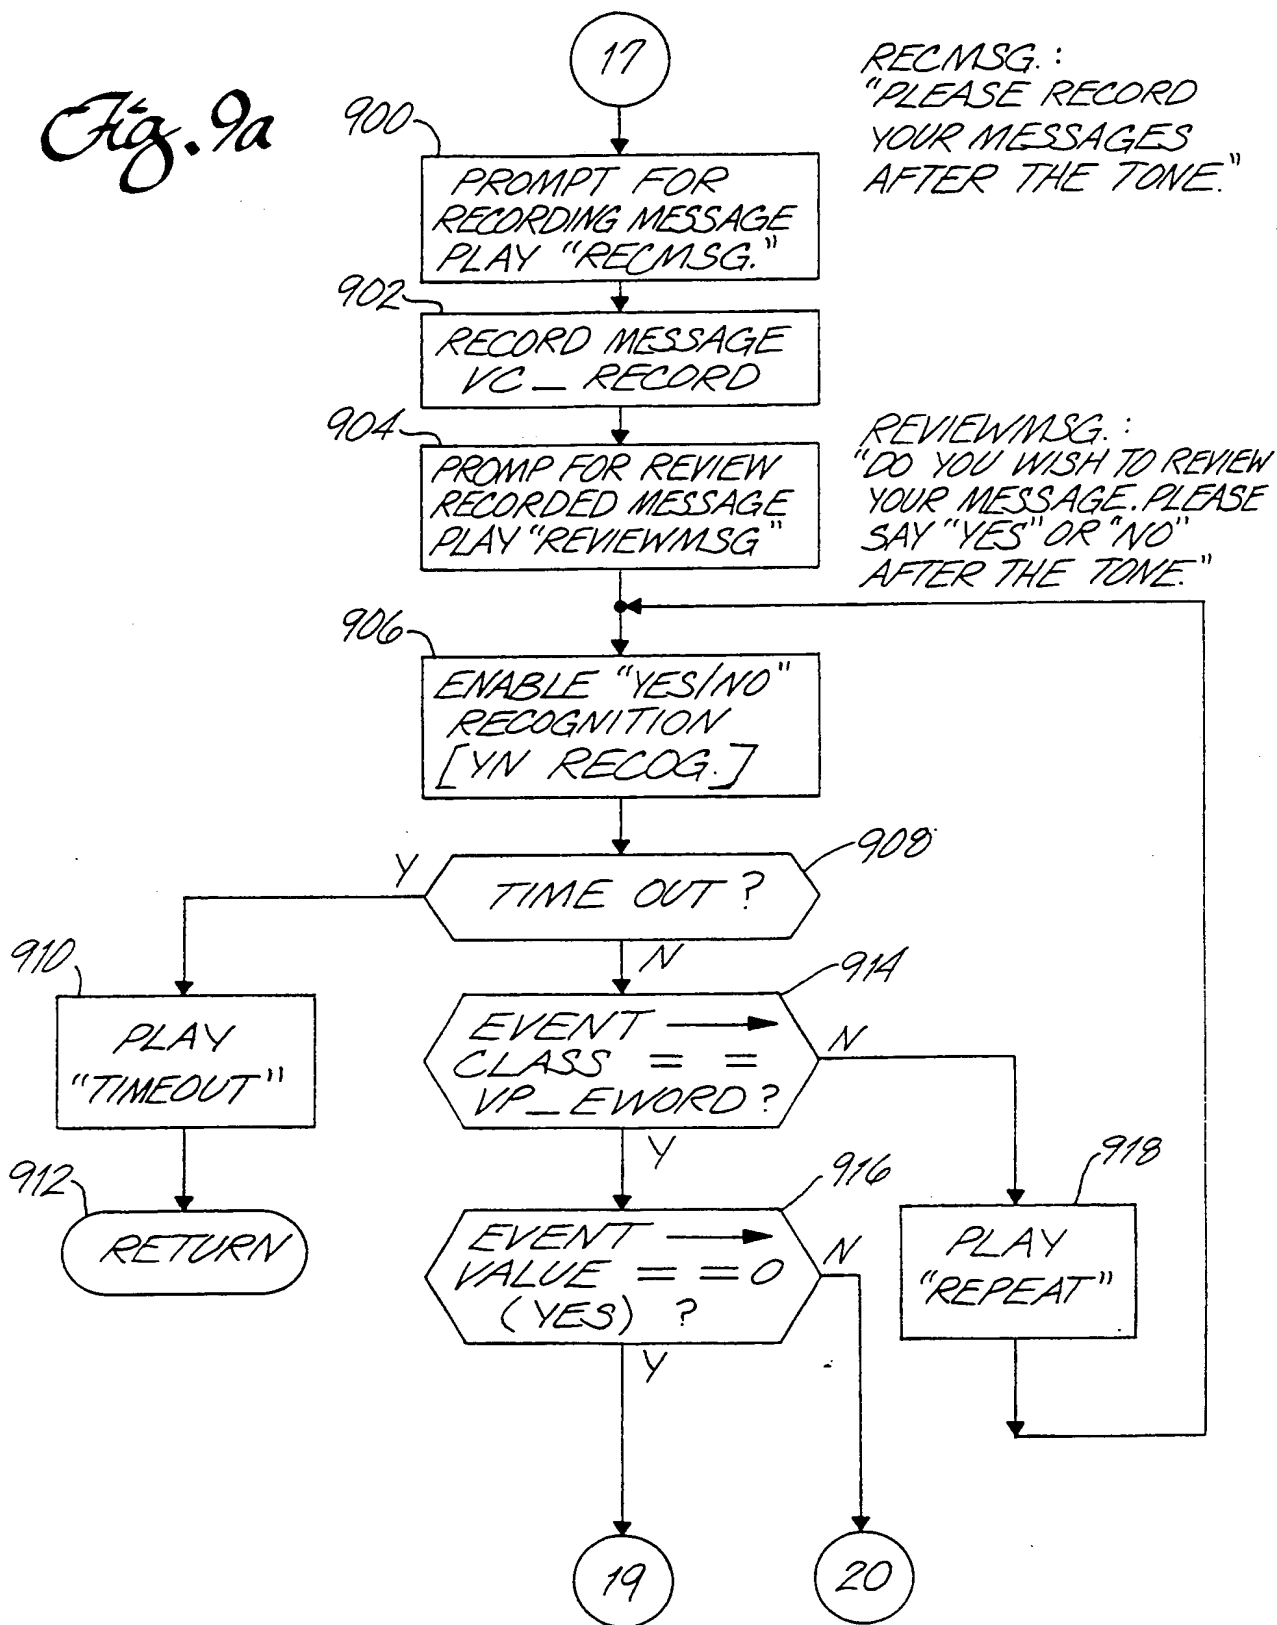 Fig. 9a
17
RECMSG.:
"PLEASE RECORD
YOUR MESSAGES
AFTER THE TONE."
900
PROMPT FOR
RECORDING MESSAGE
PLAY "RECMSG."
902
RECORD MESSAGE
VC_RECORD
904
PROMP FOR REVIEW
RECORDED MESSAGE
PLAY "REVIEWMSG"
REVIEWMSG.:
"DO YOU WISH TO REVIEW
YOUR MESSAGE. PLEASE
SAY "YES" OR "NO"
AFTER THE TONE."
906
ENABLE "YES/NO"
RECOGNITION
[YN RECOG.]
908
Y
TIME OUT?
N
910
PLAY
"TIMEOUT"
912
RETURN
914
EVENT →
CLASS = =
VP_EWORD?
N
Y
916
EVENT →
VALUE = = 0
(YES) ?
N
Y
918
PLAY
"REPEAT"
19
20